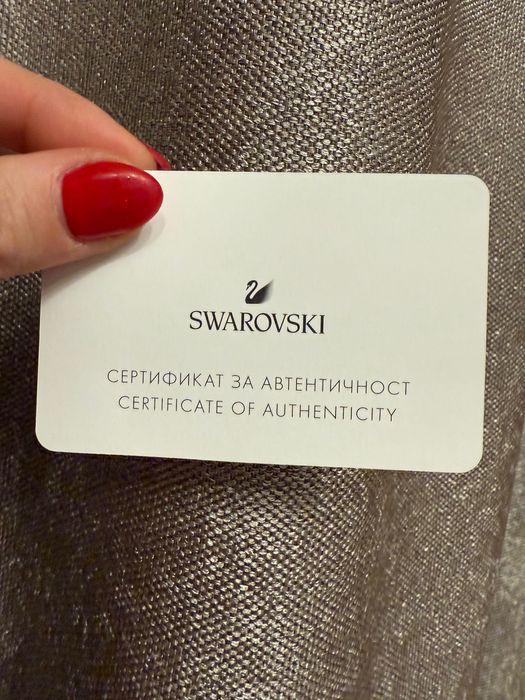 SWAROVSKI
СЕРТИФИКАТ ЗА АВТЕНТИЧНОСТ
CERTIFICATE OF AUTHENTICITY